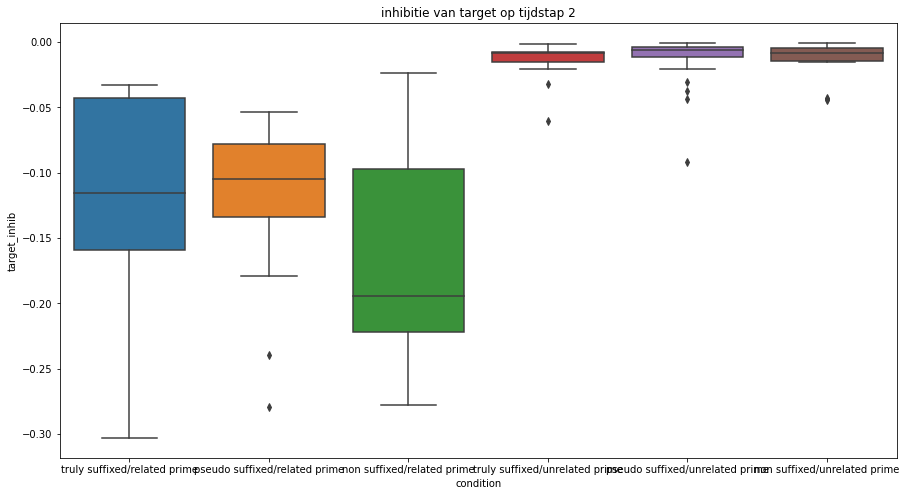 inhibitie van target op tijdstap 2
0.00
−0.05
−0.10
−0.15
−0.20
−0.25
−0.30
target_inhib
truly suffixed/related prime pseudo suffixed/related prime non suffixed/related prime truly suffixed/unrelated prime pseudo suffixed/unrelated prime non suffixed/unrelated prime
condition